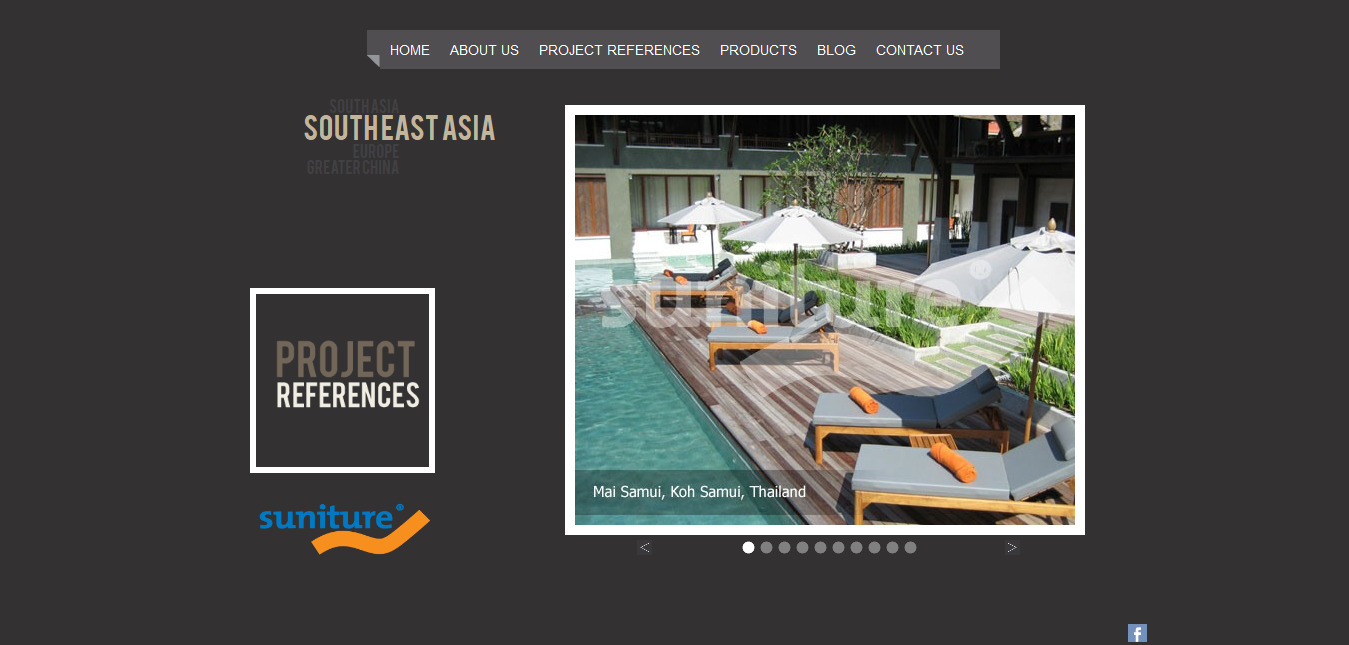 HOME ABOUT US PROJECT REFERENCES PRODUCTS BLOG CONTACT US
SOUTH ASIA
SOUTHEAST ASIA
EUROPE
GREATER CHINA
suniture®
PROJECT
REFERENCES
Mai Samui, Koh Samui, Thailand
suniture®
< >
f